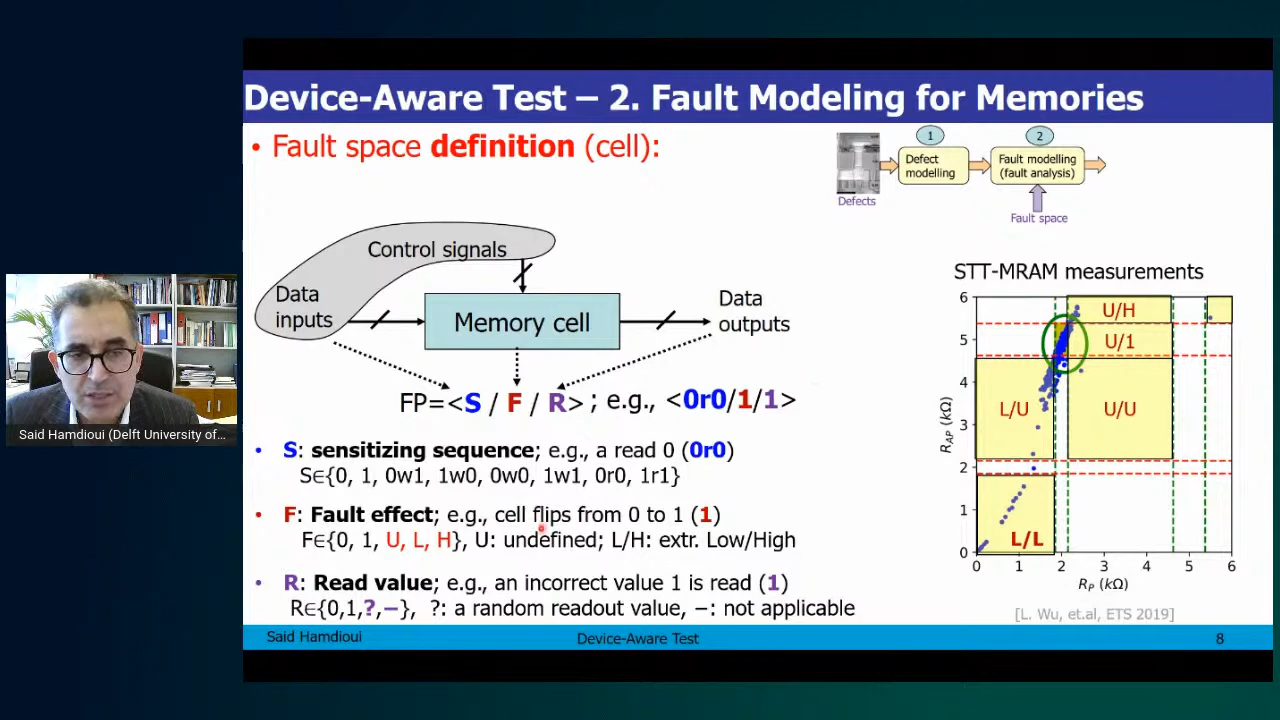 Device-Aware Test – 2. Fault Modeling for Memories
• Fault space definition (cell):
1
2
Defect
modelling
Fault modelling
(fault analysis)
Defects
Fault space
Control signals
Data
inputs
Memory cell
Data
outputs
FP=<S / F / R> ; e.g., <0r0/1/1>
• S: sensitizing sequence; e.g., a read 0 (0r0)
S∈{0, 1, 0w1, 1w0, 0w0, 1w1, 0r0, 1r1}
• F: Fault effect; e.g., cell flips from 0 to 1 (1)
F∈{0, 1, U, L, H}, U: undefined; L/H: extr. Low/High
• R: Read value; e.g., an incorrect value 1 is read (1)
R∈{0,1,?,−}, ?: a random readout value, −: not applicable
STT-MRAM measurements
6
5
4
3
2
1
0
R_AP (kΩ)
U/H
U/1
L/U
U/U
L/L
0 1 2 3 4 5 6
R_P (kΩ)
[L. Wu, et.al, ETS 2019]
Said Hamdioui
Device-Aware Test
8
Said Hamdioui (Delft University of...